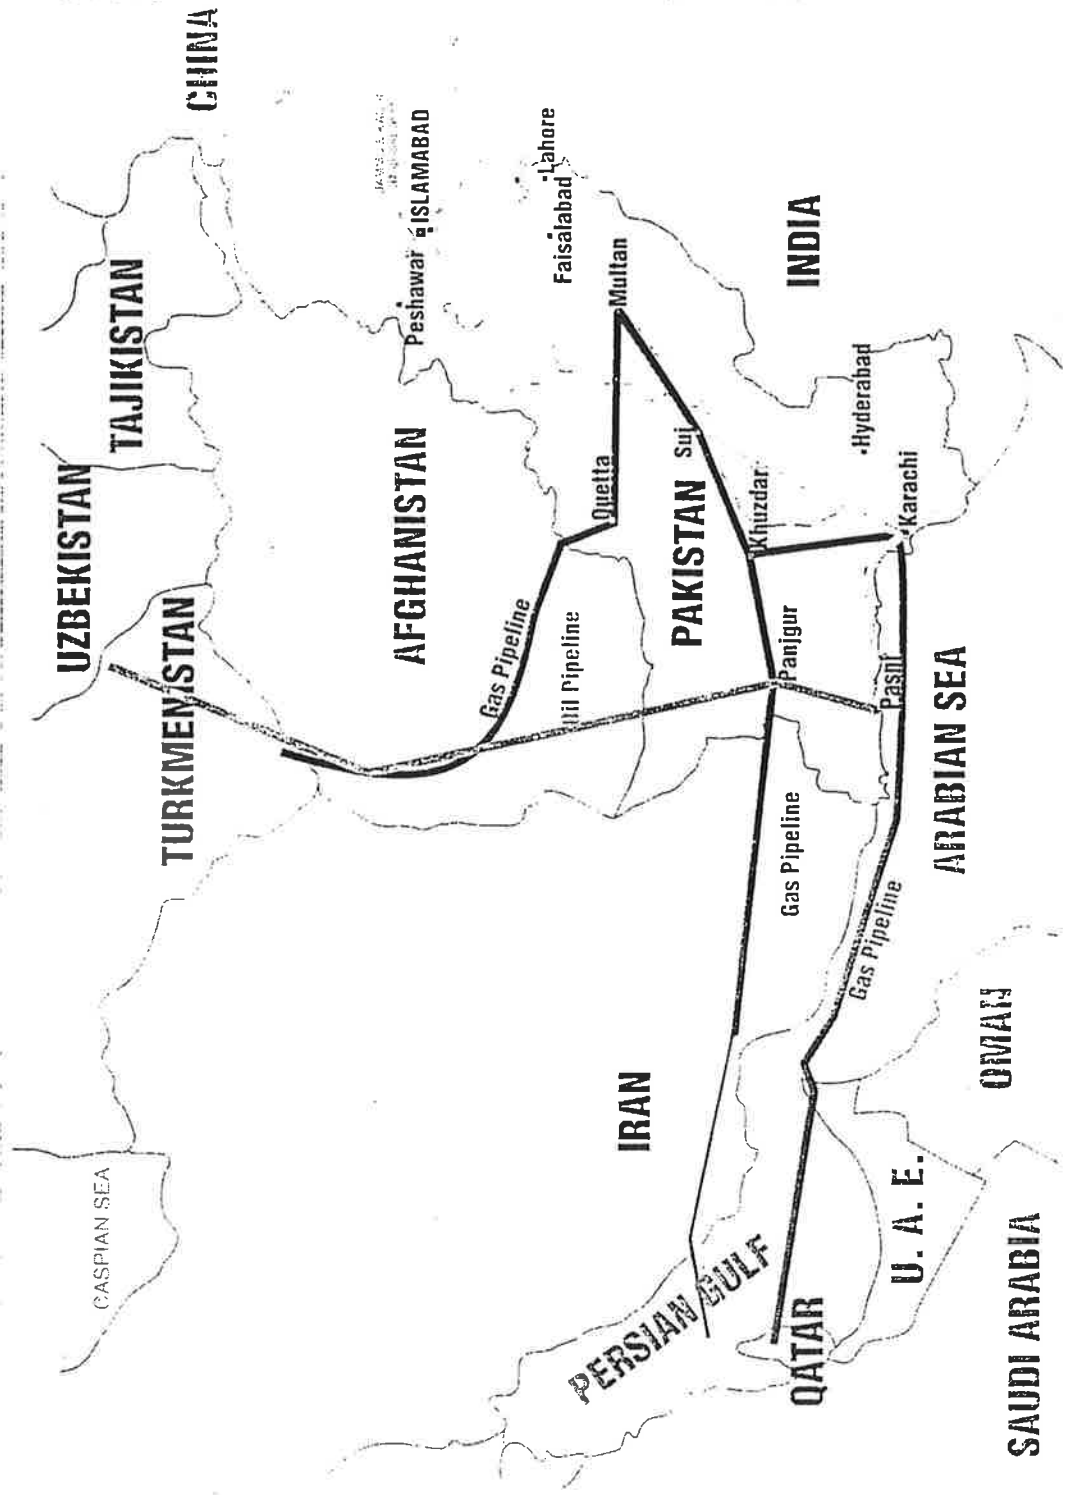 CHINA
TAJIKISTAN
UZBEKISTAN
TURKMENISTAN
CASPIAN SEA
ISLAMABAD
Peshawar
Lahore
Faisalabad
Multan
AFGHANISTAN
Quetta
Gas Pipeline
Oil Pipeline
INDIA
Sui
PAKISTAN
Khuzdar
Hyderabad
Karachi
Panjgur
Pasni
Gas Pipeline
Gas Pipeline
ARABIAN SEA
IRAN
OMAN
PERSIAN GULF
QATAR
U. A. E.
SAUDI ARABIA